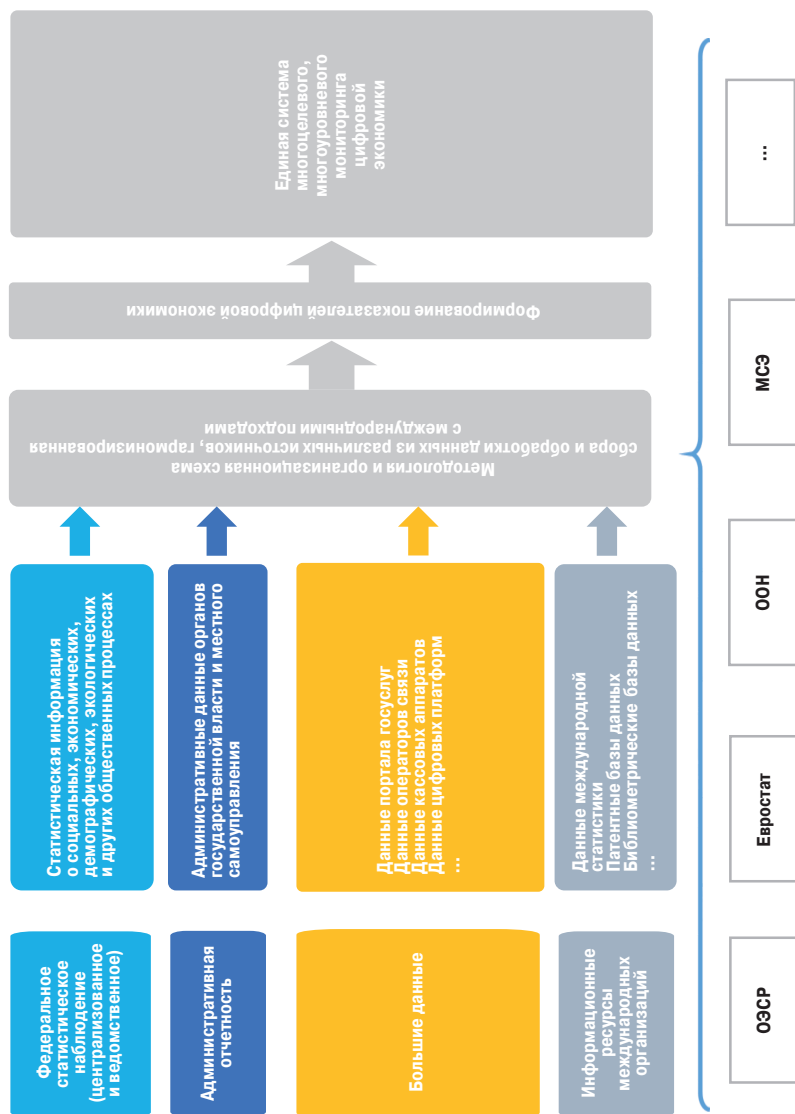 Федеральное
статистическое
наблюдение
(централизованное
и ведомственное)
Статистическая информация
о социальных, экономических,
демографических, экологических
и других общественных процессах
Административная
отчетность
Административные данные органов
государственной власти и местного
самоуправления
Большие данные
Данные портала госуслуг
Данные операторов связи
Данные кассовых аппаратов
Данные цифровых платформ
...
Информационные
ресурсы
международных
организаций
Данные международной
статистики
Патентные базы данных
Библиометрические базы данных
...
Методология и организационная схема
сбора и обработки данных из различных источников, гармонизированная
с международными подходами
Формирование показателей цифровой экономики
Единая система
многоцелевого,
многоуровневого
мониторинга
цифровой
экономики
ОЭСР
Евростат
ООН
МСЭ
...